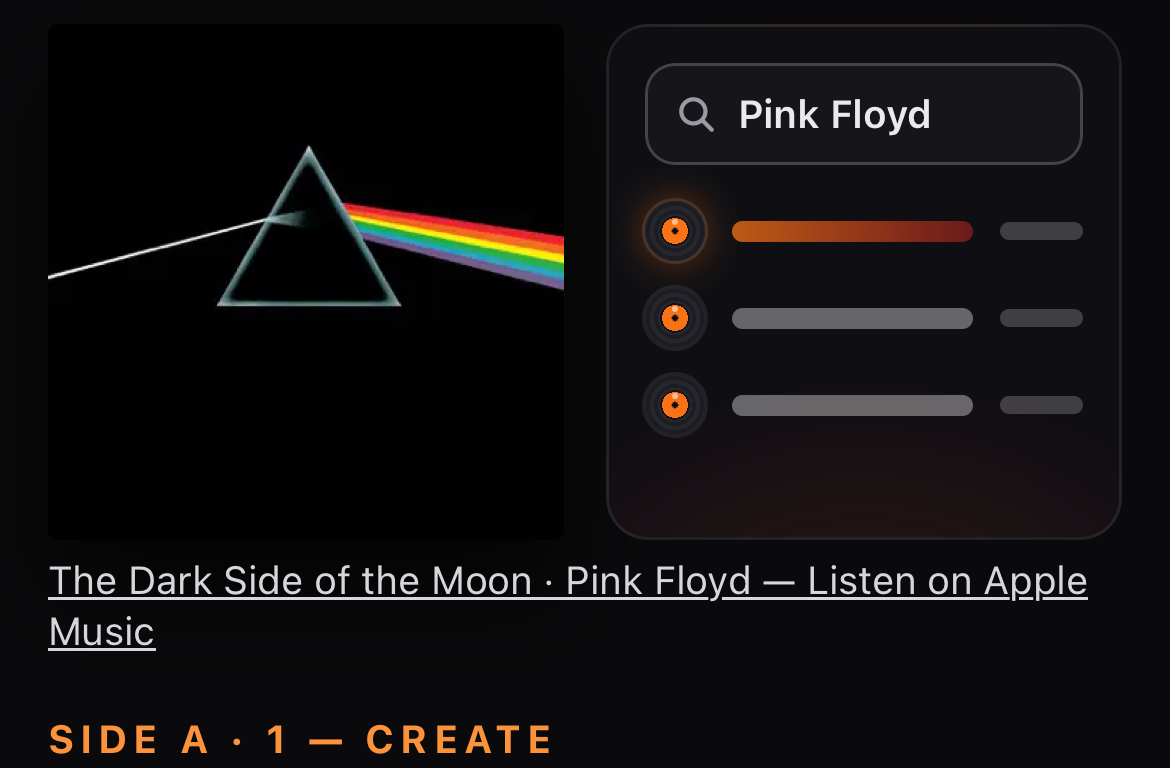 Pink Floyd
The Dark Side of the Moon · Pink Floyd — Listen on Apple
Music
SIDE A · 1 — CREATE